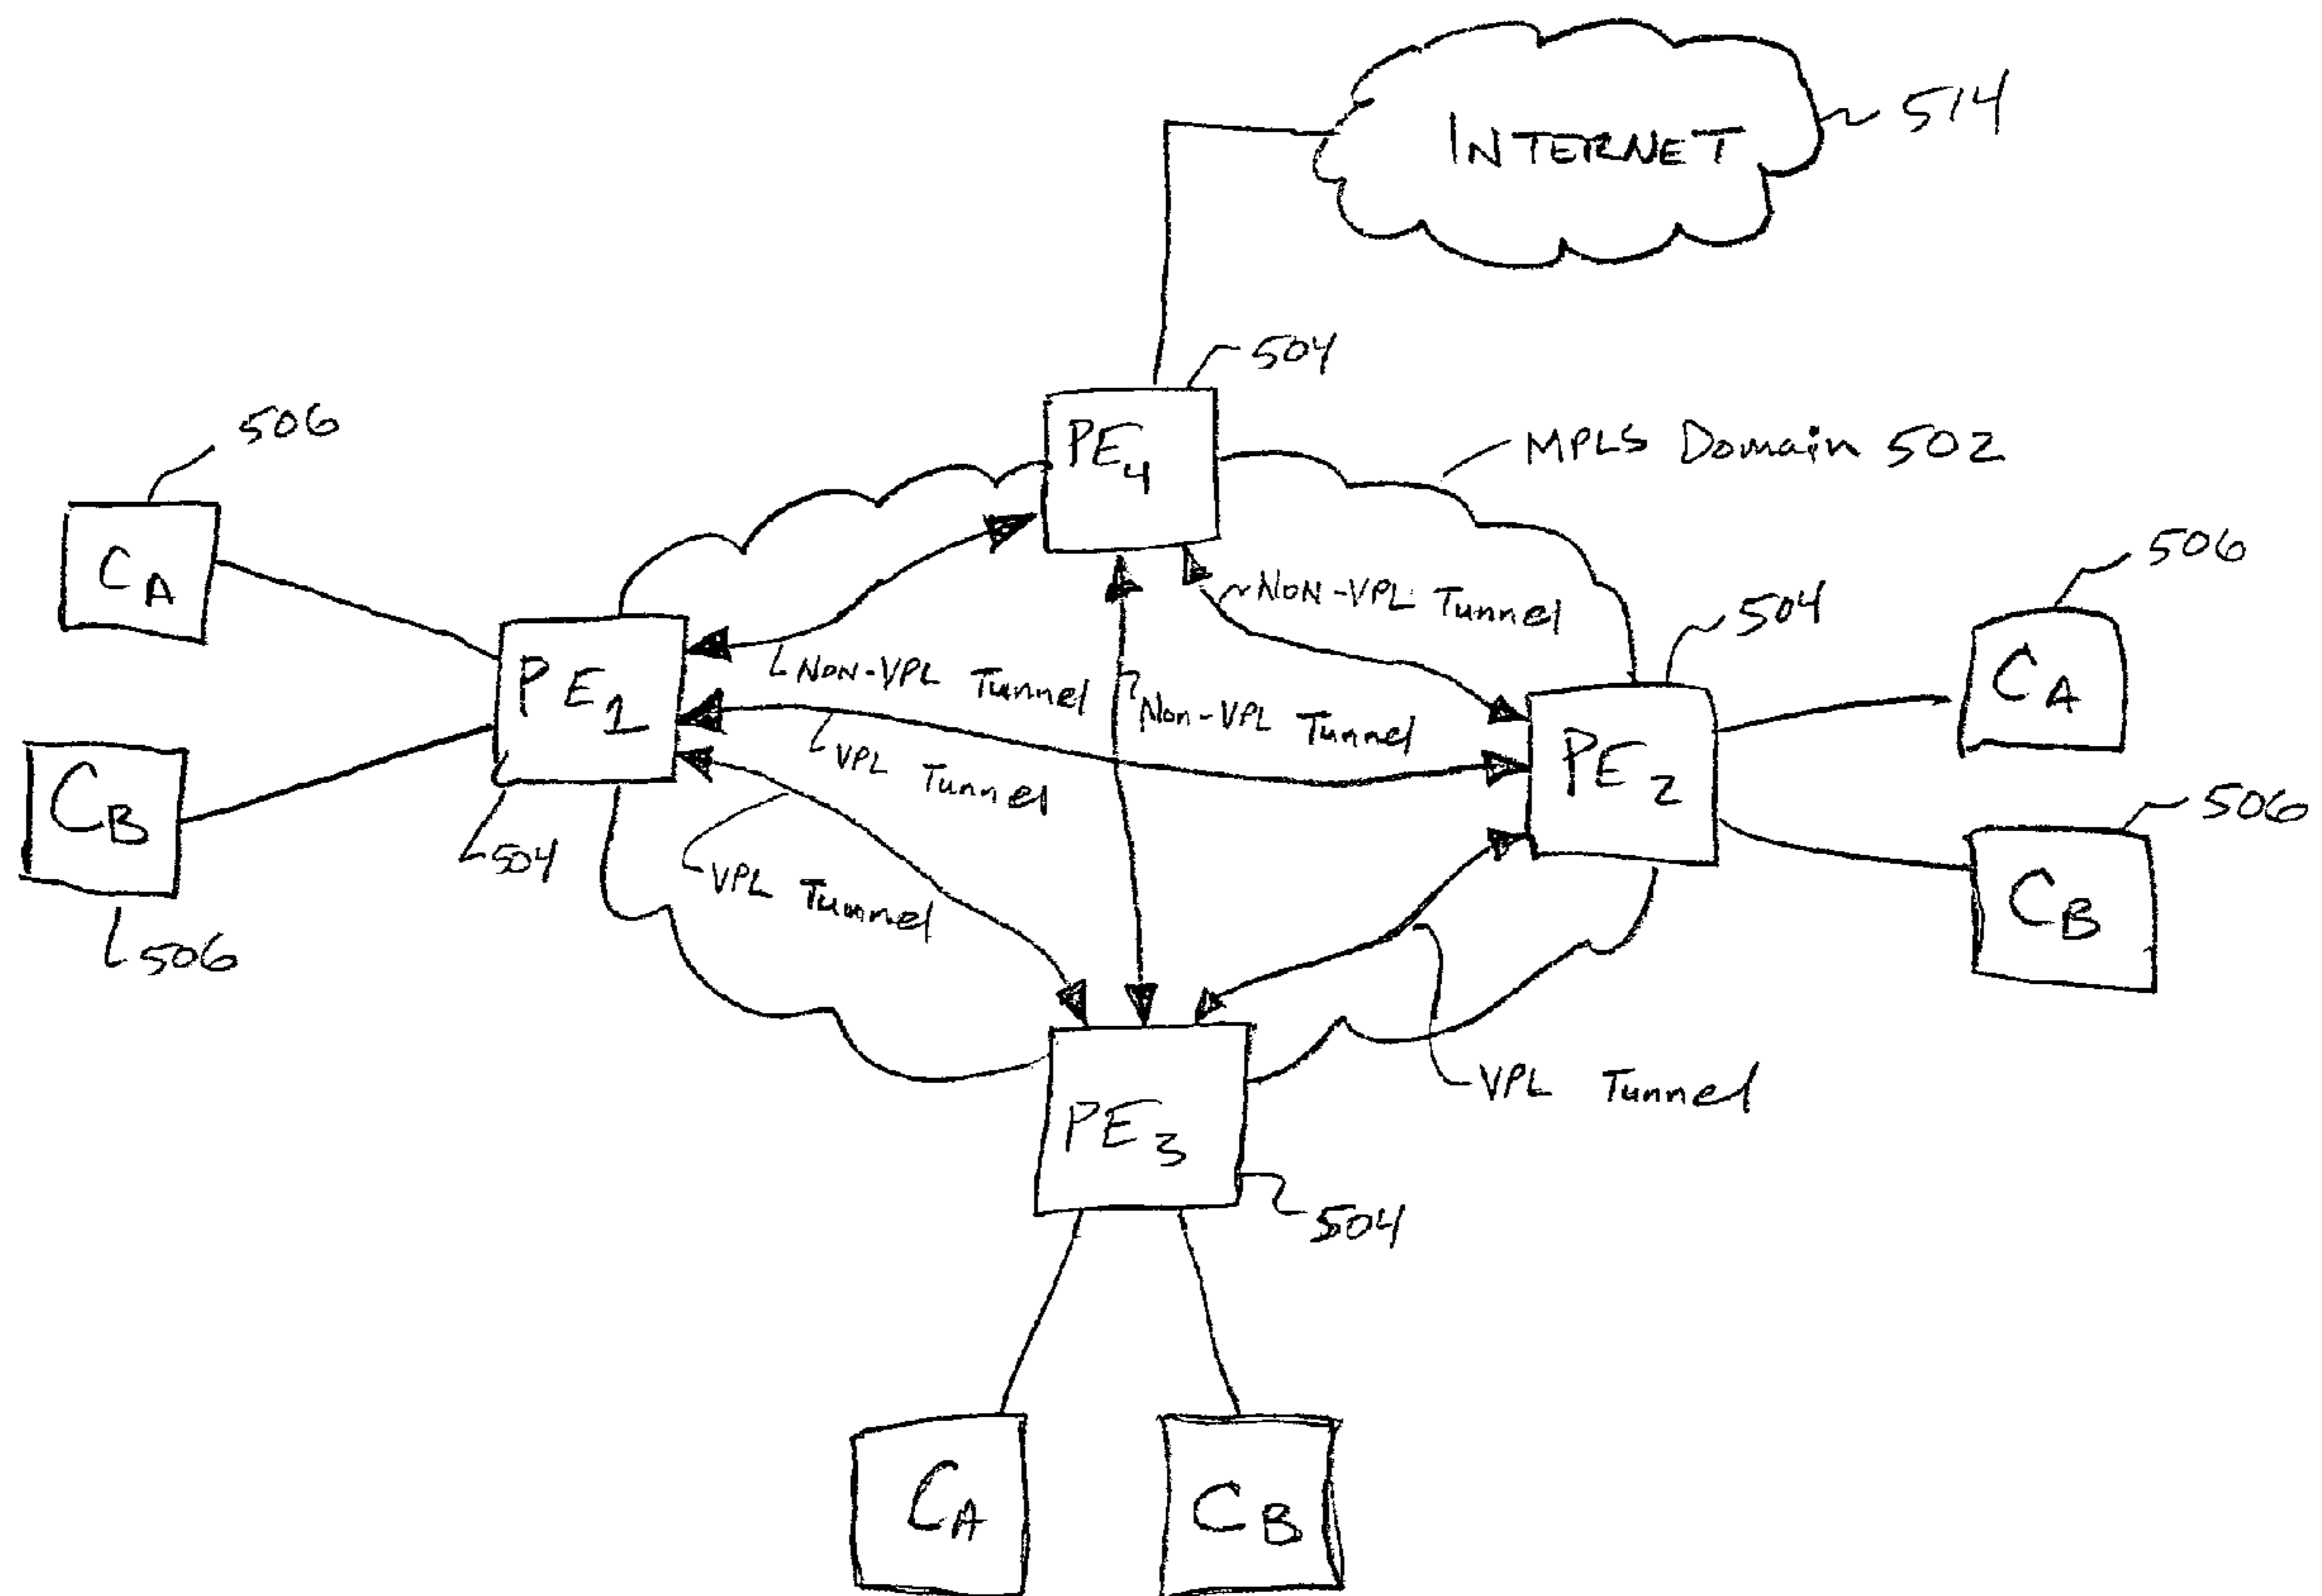 INTERNET
514
504
PE4
MPLS Domain 502
506
CA
506
NON-VPL Tunnel
504
CA
PE1
NON-VPL Tunnel
Non-VPL Tunnel
PE2
CB
VPL Tunnel
506
504
VPL Tunnel
CB
506
VPL Tunnel
PE3
504
CA
CB